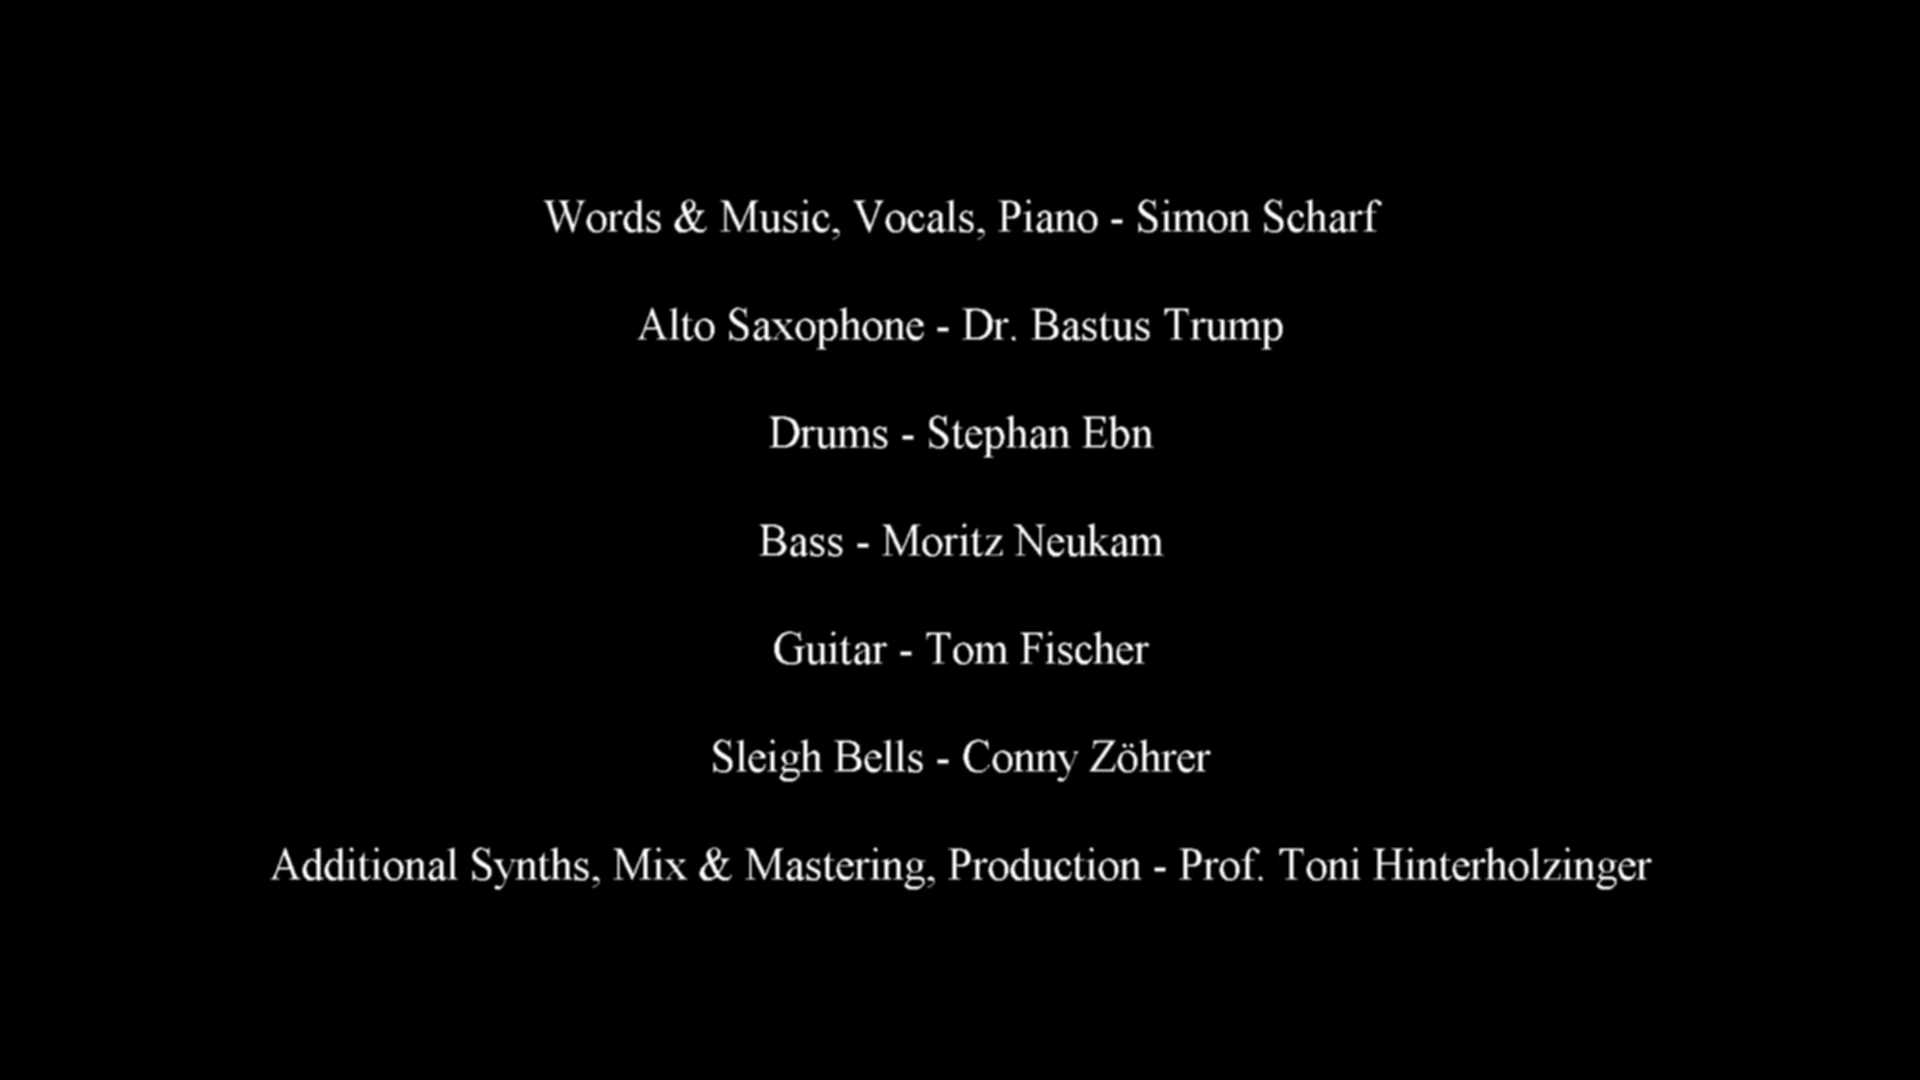 Words & Music, Vocals, Piano - Simon Scharf
Alto Saxophone - Dr. Bastus Trump
Drums - Stephan Ebn
Bass - Moritz Neukam
Guitar - Tom Fischer
Sleigh Bells - Conny Zöhrer
Additional Synths, Mix & Mastering, Production - Prof. Toni Hinterholzinger